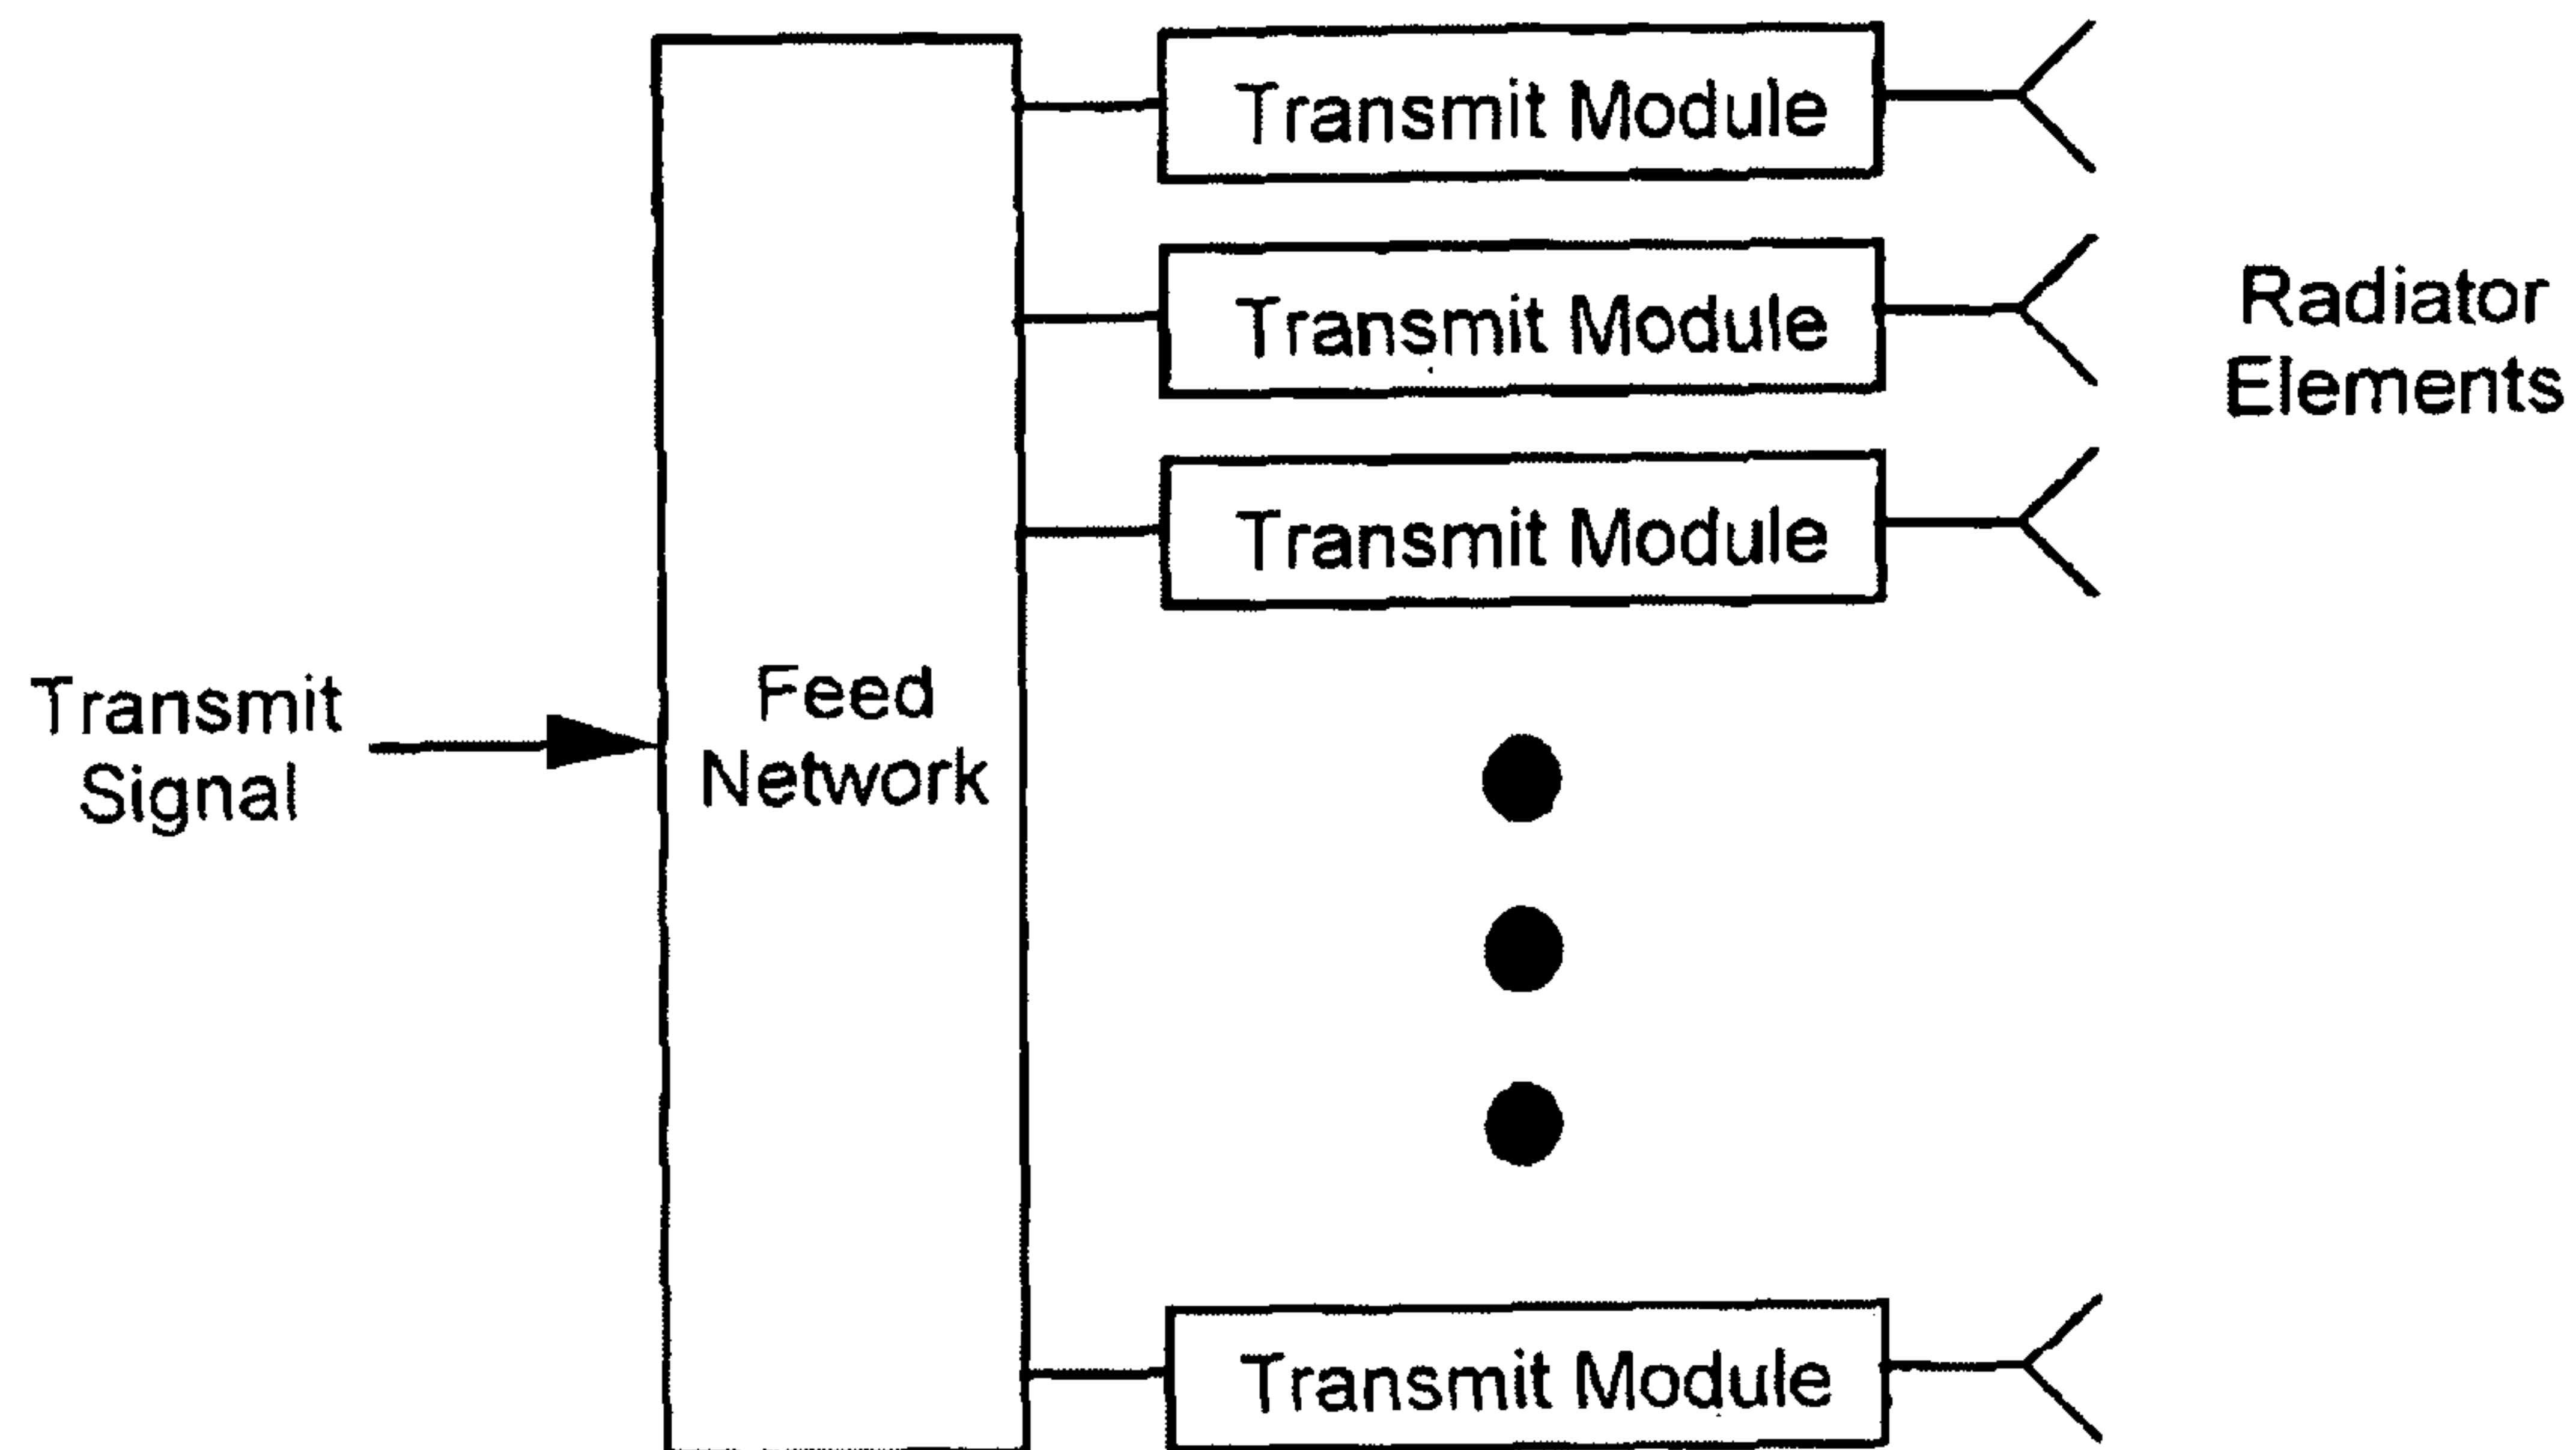 Transmit Module
Transmit Module
Radiator
Elements
Transmit Module
Transmit
Signal
Feed
Network
Transmit Module